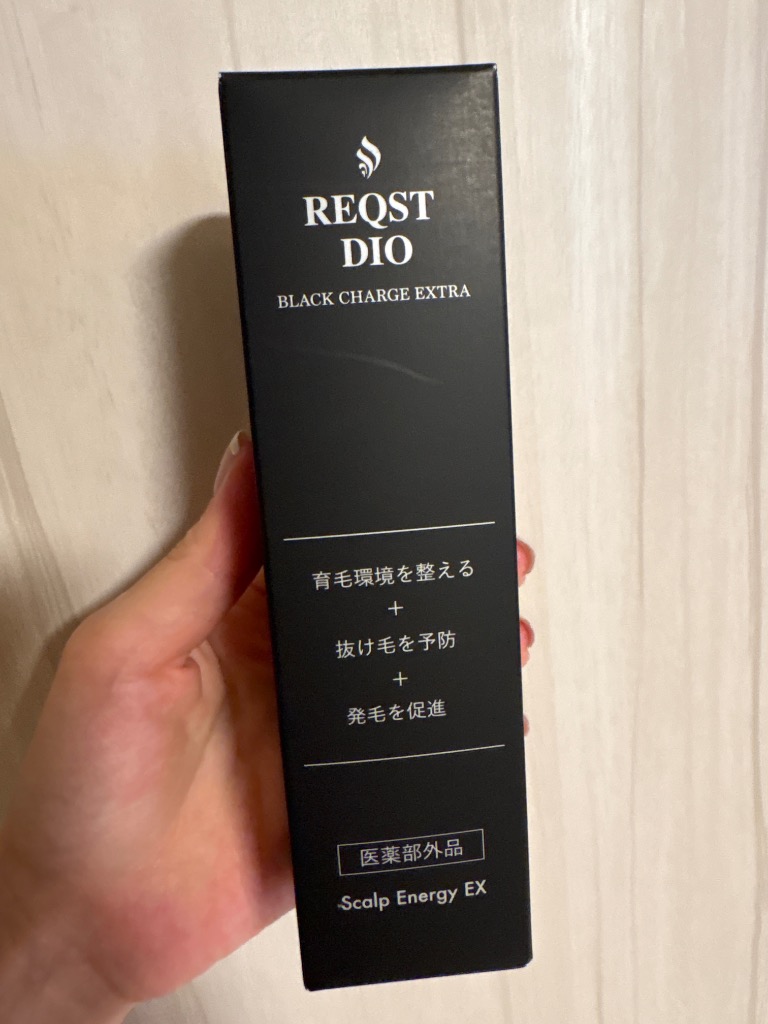 REQST
DIO
BLACK CHARGE EXTRA
育毛環境を整える
+
抜け毛を予防
+
発毛を促進
医薬部外品
Scalp Energy EX